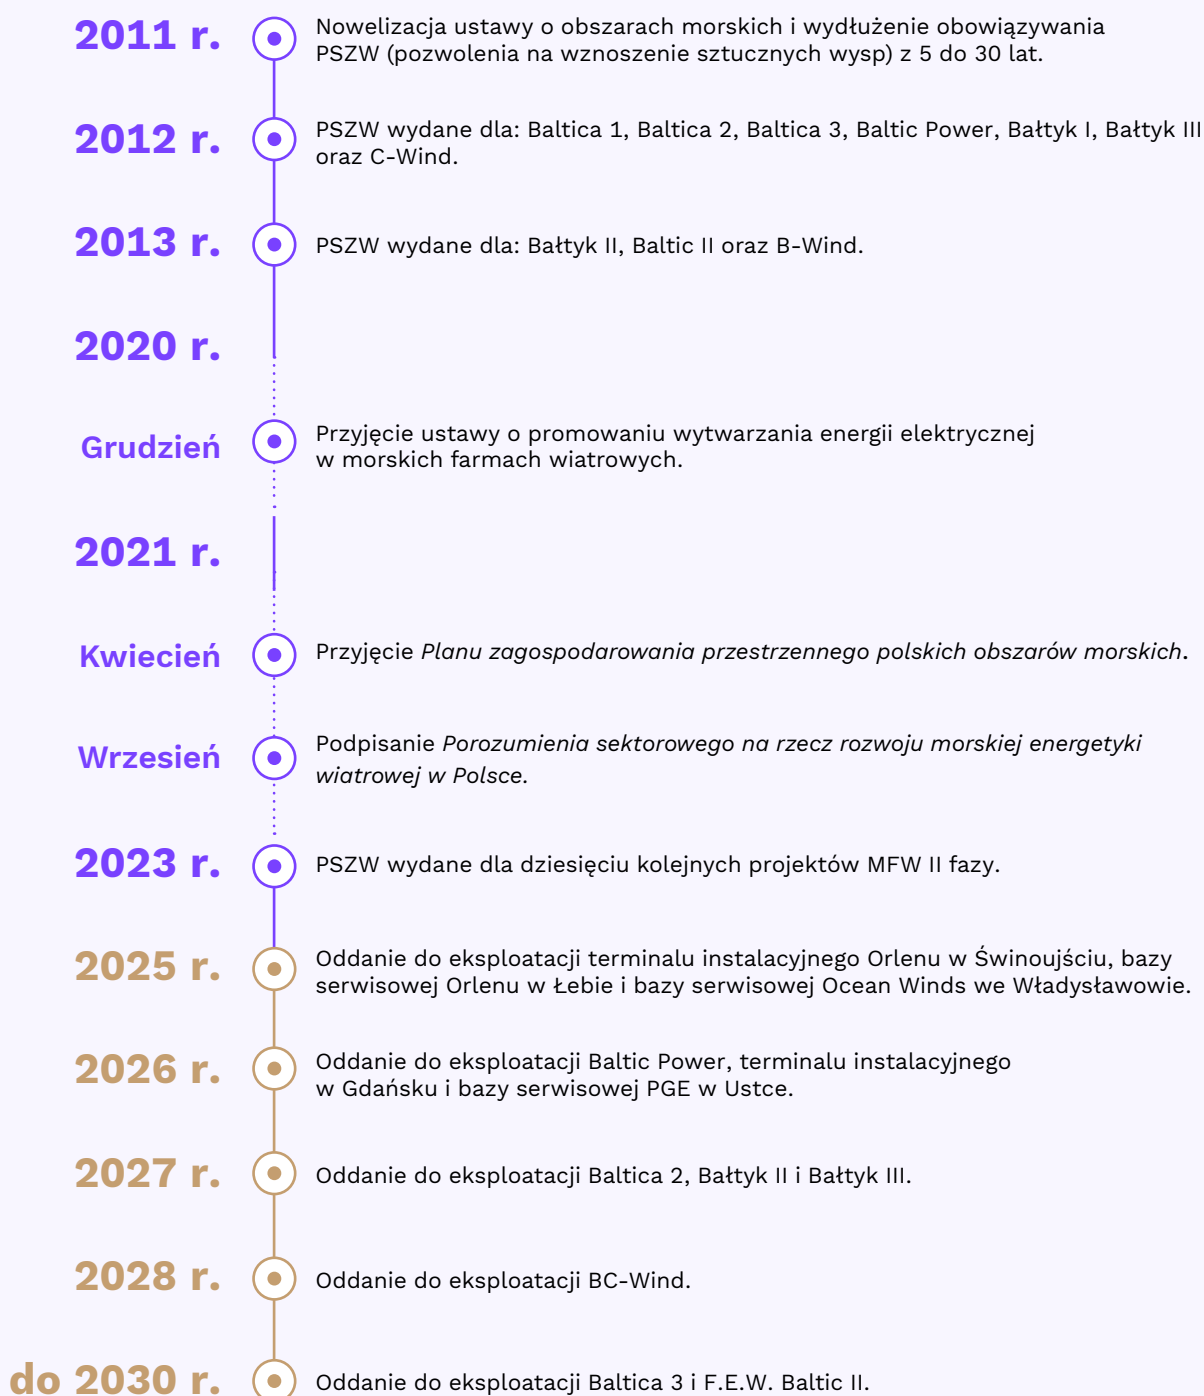 2011 r.
Nowelizacja ustawy o obszarach morskich i wydłużenie obowiązywania
PSZW (pozwolenia na wznoszenie sztucznych wysp) z 5 do 30 lat.
2012 r.
PSZW wydane dla: Baltica 1, Baltica 2, Baltica 3, Baltic Power, Bałtyk I, Bałtyk III
oraz C-Wind.
2013 r.
PSZW wydane dla: Bałtyk II, Baltic II oraz B-Wind.
2020 r.
Grudzień
Przyjęcie ustawy o promowaniu wytwarzania energii elektrycznej
w morskich farmach wiatrowych.
2021 r.
Kwiecień
Przyjęcie Planu zagospodarowania przestrzennego polskich obszarów morskich.
Wrzesień
Podpisanie Porozumienia sektorowego na rzecz rozwoju morskiej energetyki
wiatrowej w Polsce.
2023 r.
PSZW wydane dla dziesięciu kolejnych projektów MFW II fazy.
2025 r.
Oddanie do eksploatacji terminalu instalacyjnego Orlenu w Świnoujściu, bazy
serwisowej Orlenu w Łebie i bazy serwisowej Ocean Winds we Władysławowie.
2026 r.
Oddanie do eksploatacji Baltic Power, terminalu instalacyjnego
w Gdańsku i bazy serwisowej PGE w Ustce.
2027 r.
Oddanie do eksploatacji Baltica 2, Bałtyk II i Bałtyk III.
2028 r.
Oddanie do eksploatacji BC-Wind.
do 2030 r.
Oddanie do eksploatacji Baltica 3 i F.E.W. Baltic II.